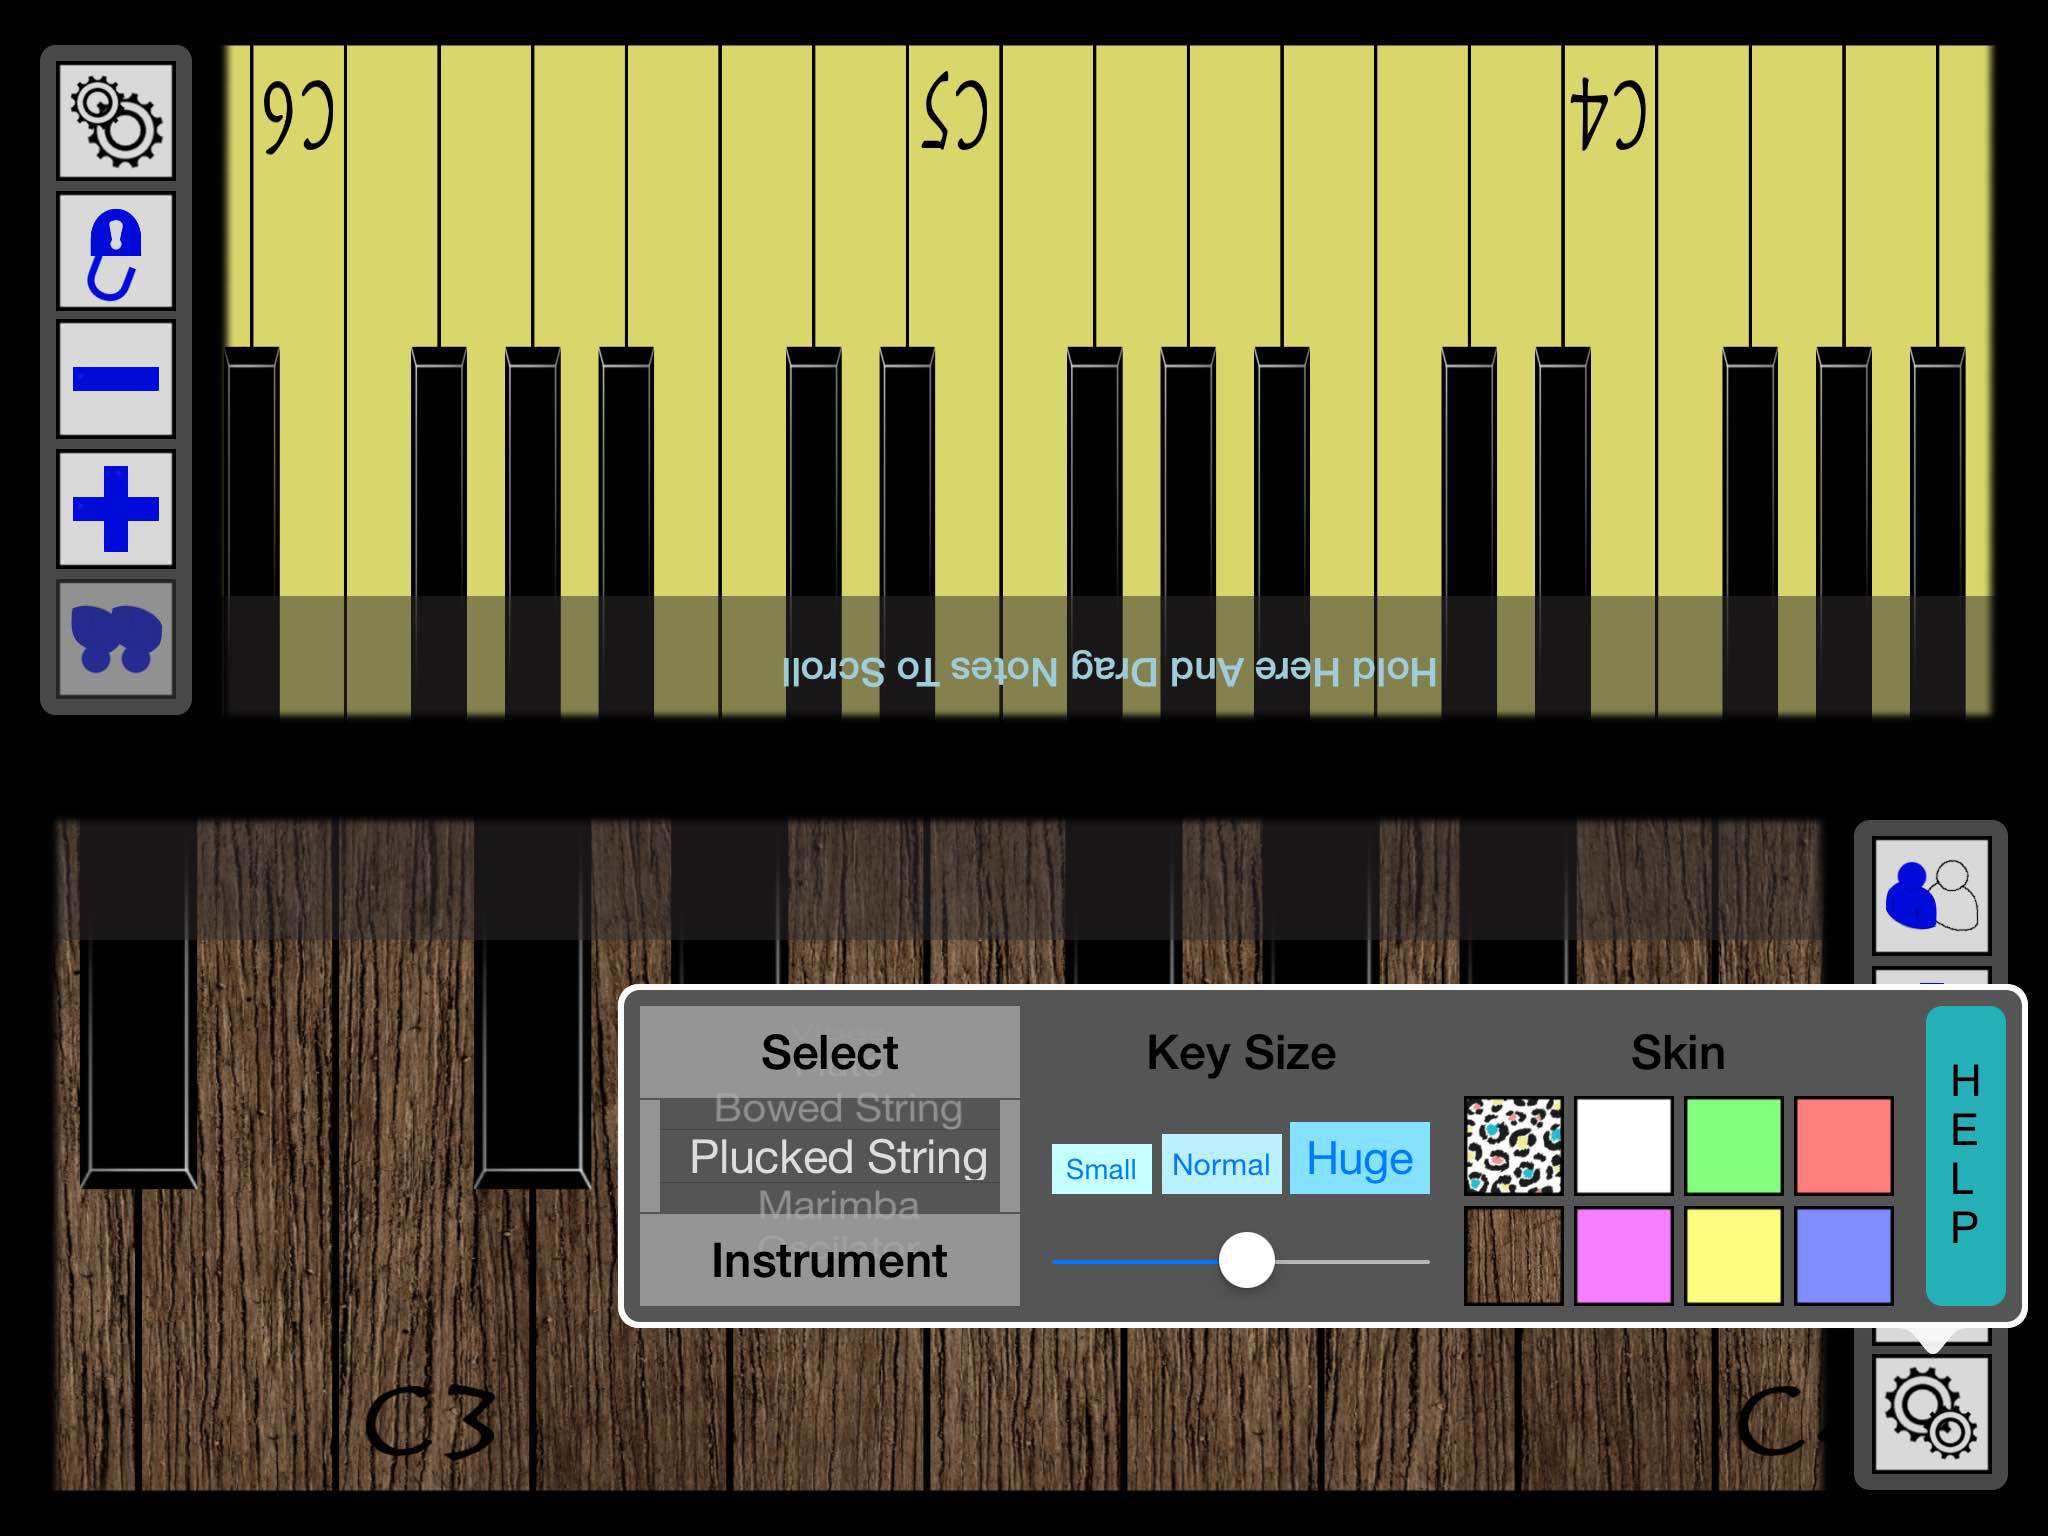 C6 C5 C4
Hold Here And Drag Notes To Scroll
Select
Bowed String
Plucked String
Marimba
Instrument
Key Size
Small Normal Huge
Skin
HELP
C3